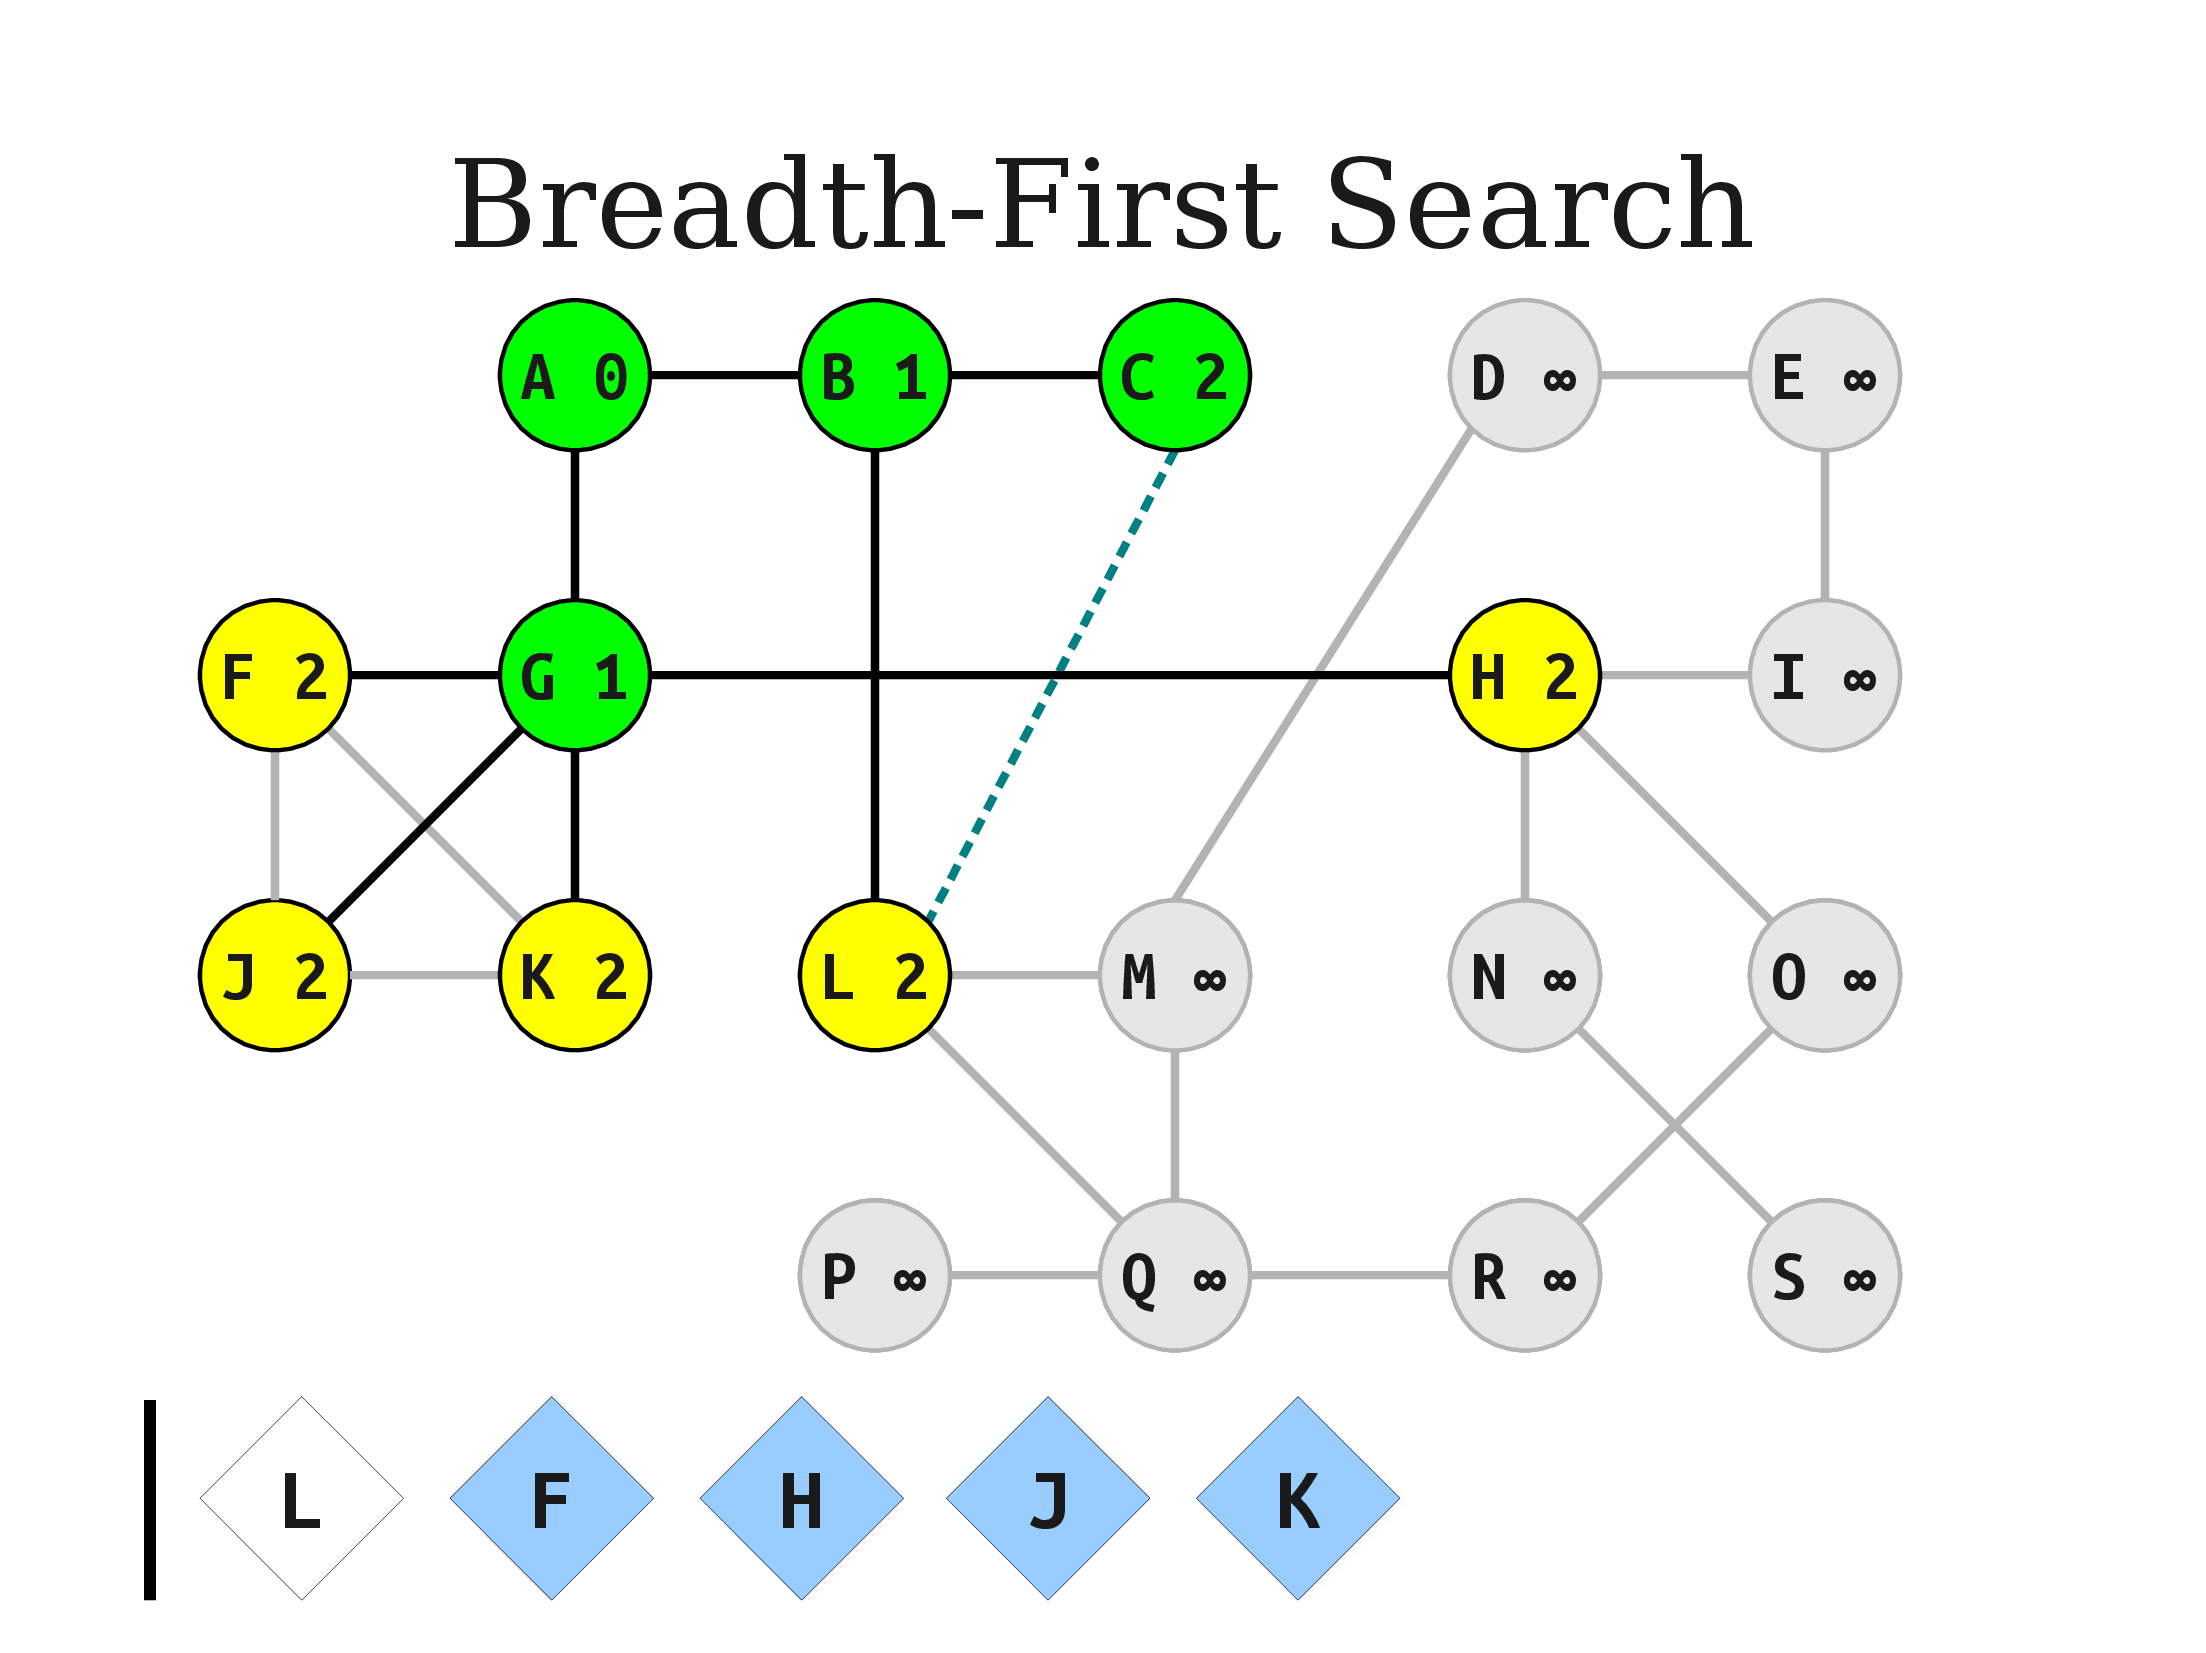 Breadth-First Search
A 0 B 1 C 2 D ∞ E ∞
F 2 G 1 H 2 I ∞
J 2 K 2 L 2 M ∞ N ∞ O ∞
P ∞ Q ∞ R ∞ S ∞
L F H J K